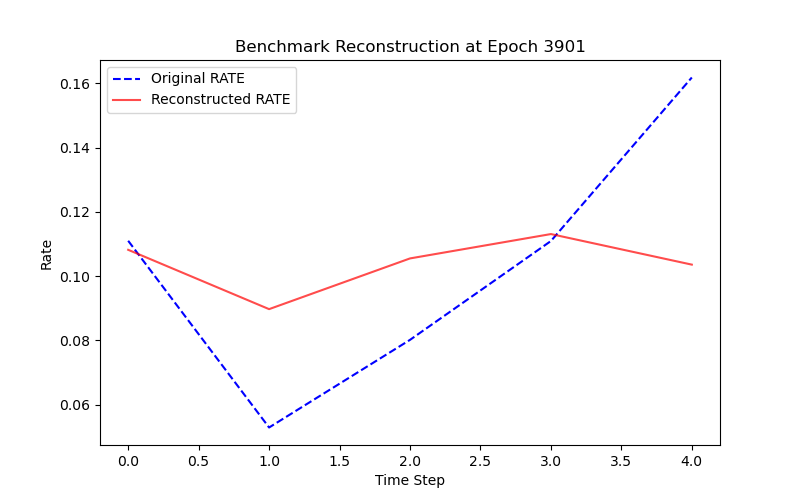 Benchmark Reconstruction at Epoch 3901
Original RATE
Reconstructed RATE
0.16
0.14
0.12
0.10
0.08
0.06
Rate
0.0 0.5 1.0 1.5 2.0 2.5 3.0 3.5 4.0
Time Step